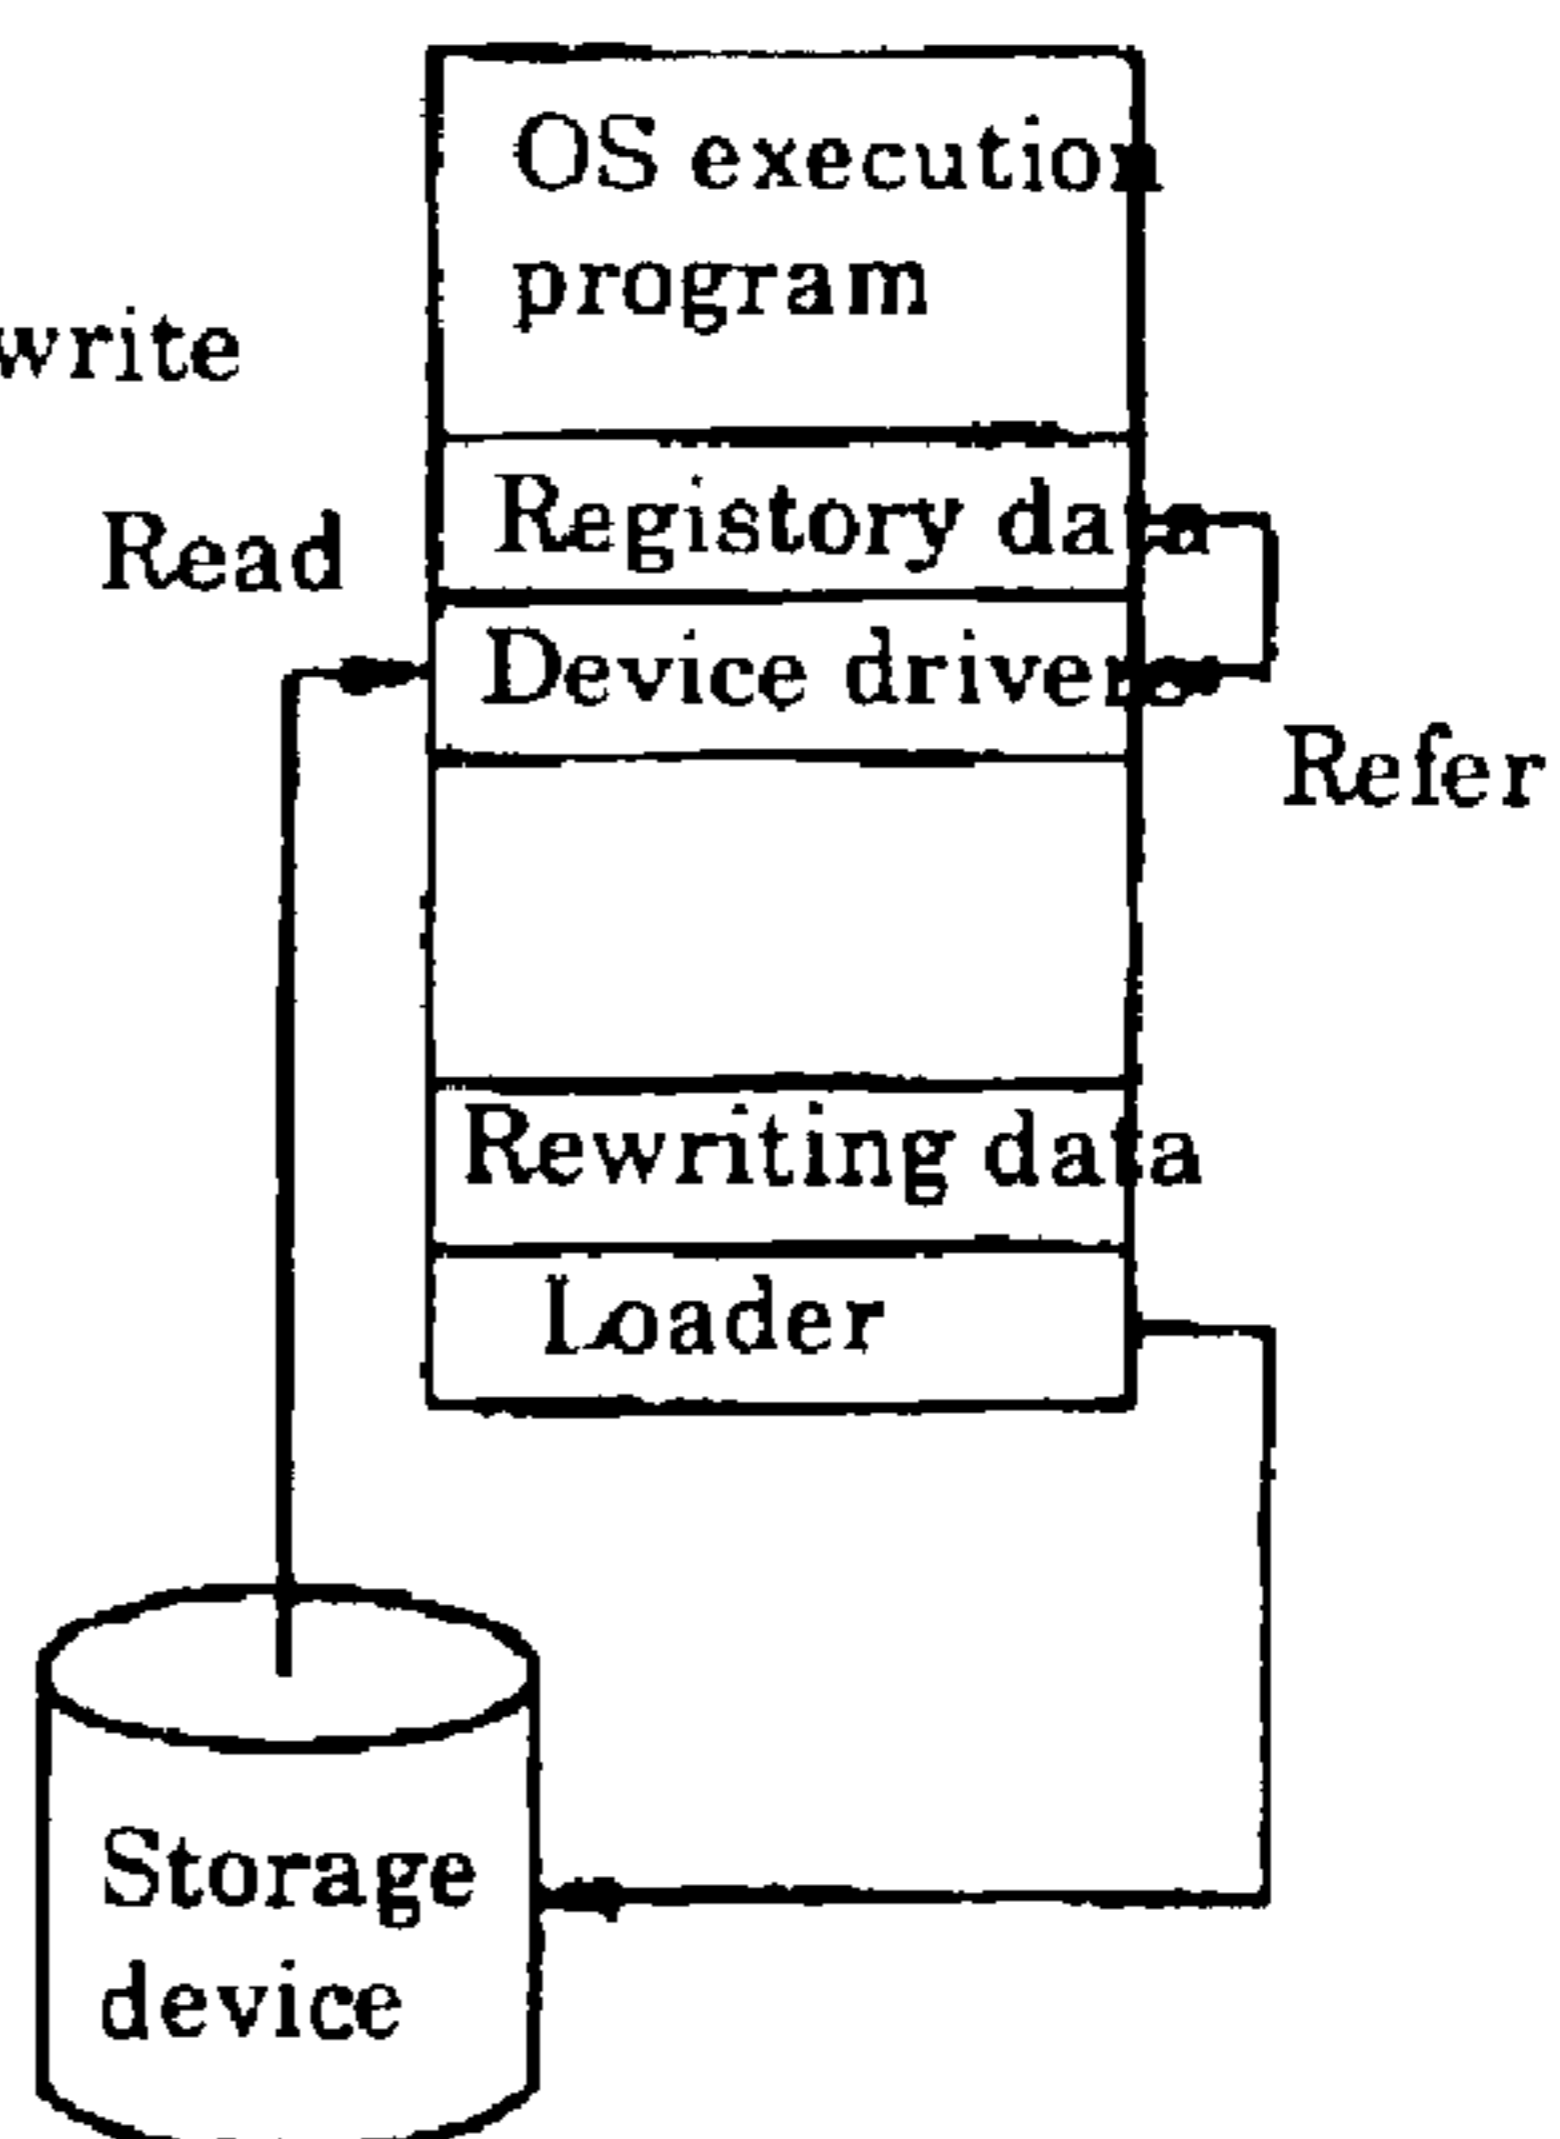 OS execution
program
write
Registory data
Read
Device drivers
Refer
Rewriting data
Loader
Storage
device